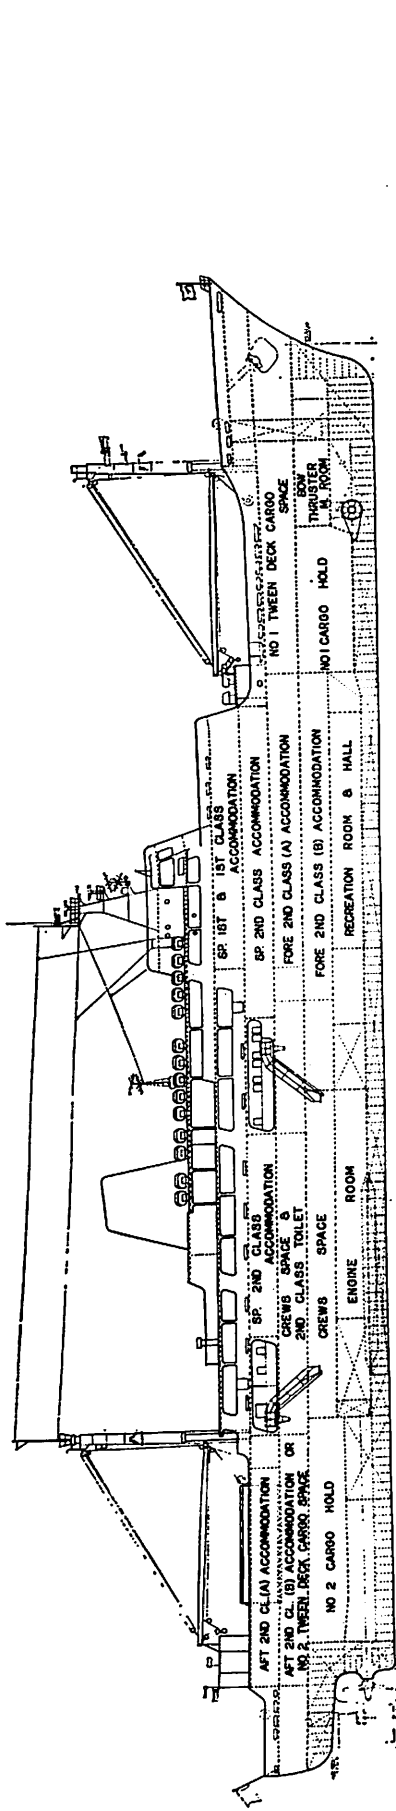 NO 1 TWEEN DECK CARGO
SPACE
BOW
THRUSTER
M. ROOM
NO 1 CARGO HOLD
SP. 1ST & 1ST CLASS
ACCOMMODATION
SP. 2ND CLASS ACCOMMODATION
FORE 2ND CLASS (A) ACCOMMODATION
FORE 2ND CLASS (B) ACCOMMODATION
RECREATION ROOM & HALL
SP. 2ND CLASS
ACCOMMODATION
CREWS SPACE &
2ND CLASS TOILET
CREWS SPACE
ENGINE ROOM
AFT 2ND CL.(A) ACCOMMODATION
AFT 2ND CL. (B) ACCOMMODATION OR
NO 2 TWEEN DECK CARGO SPACE
NO 2 CARGO HOLD